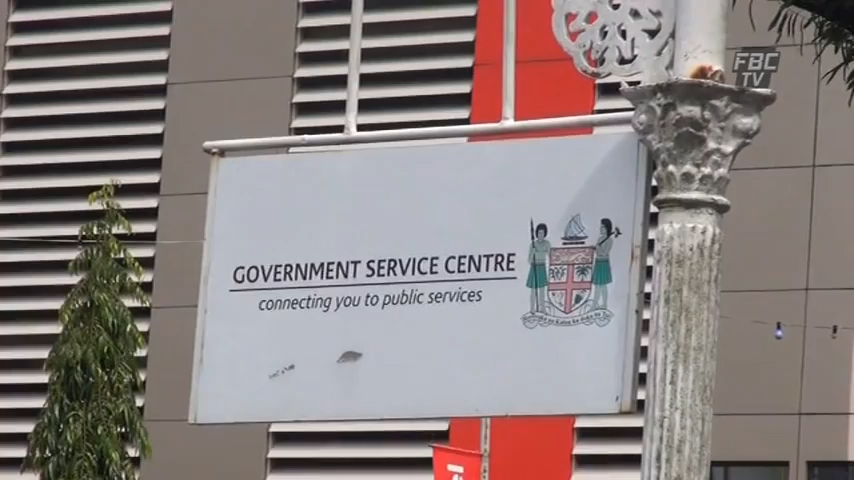 FBC
TV
GOVERNMENT SERVICE CENTRE
connecting you to public services